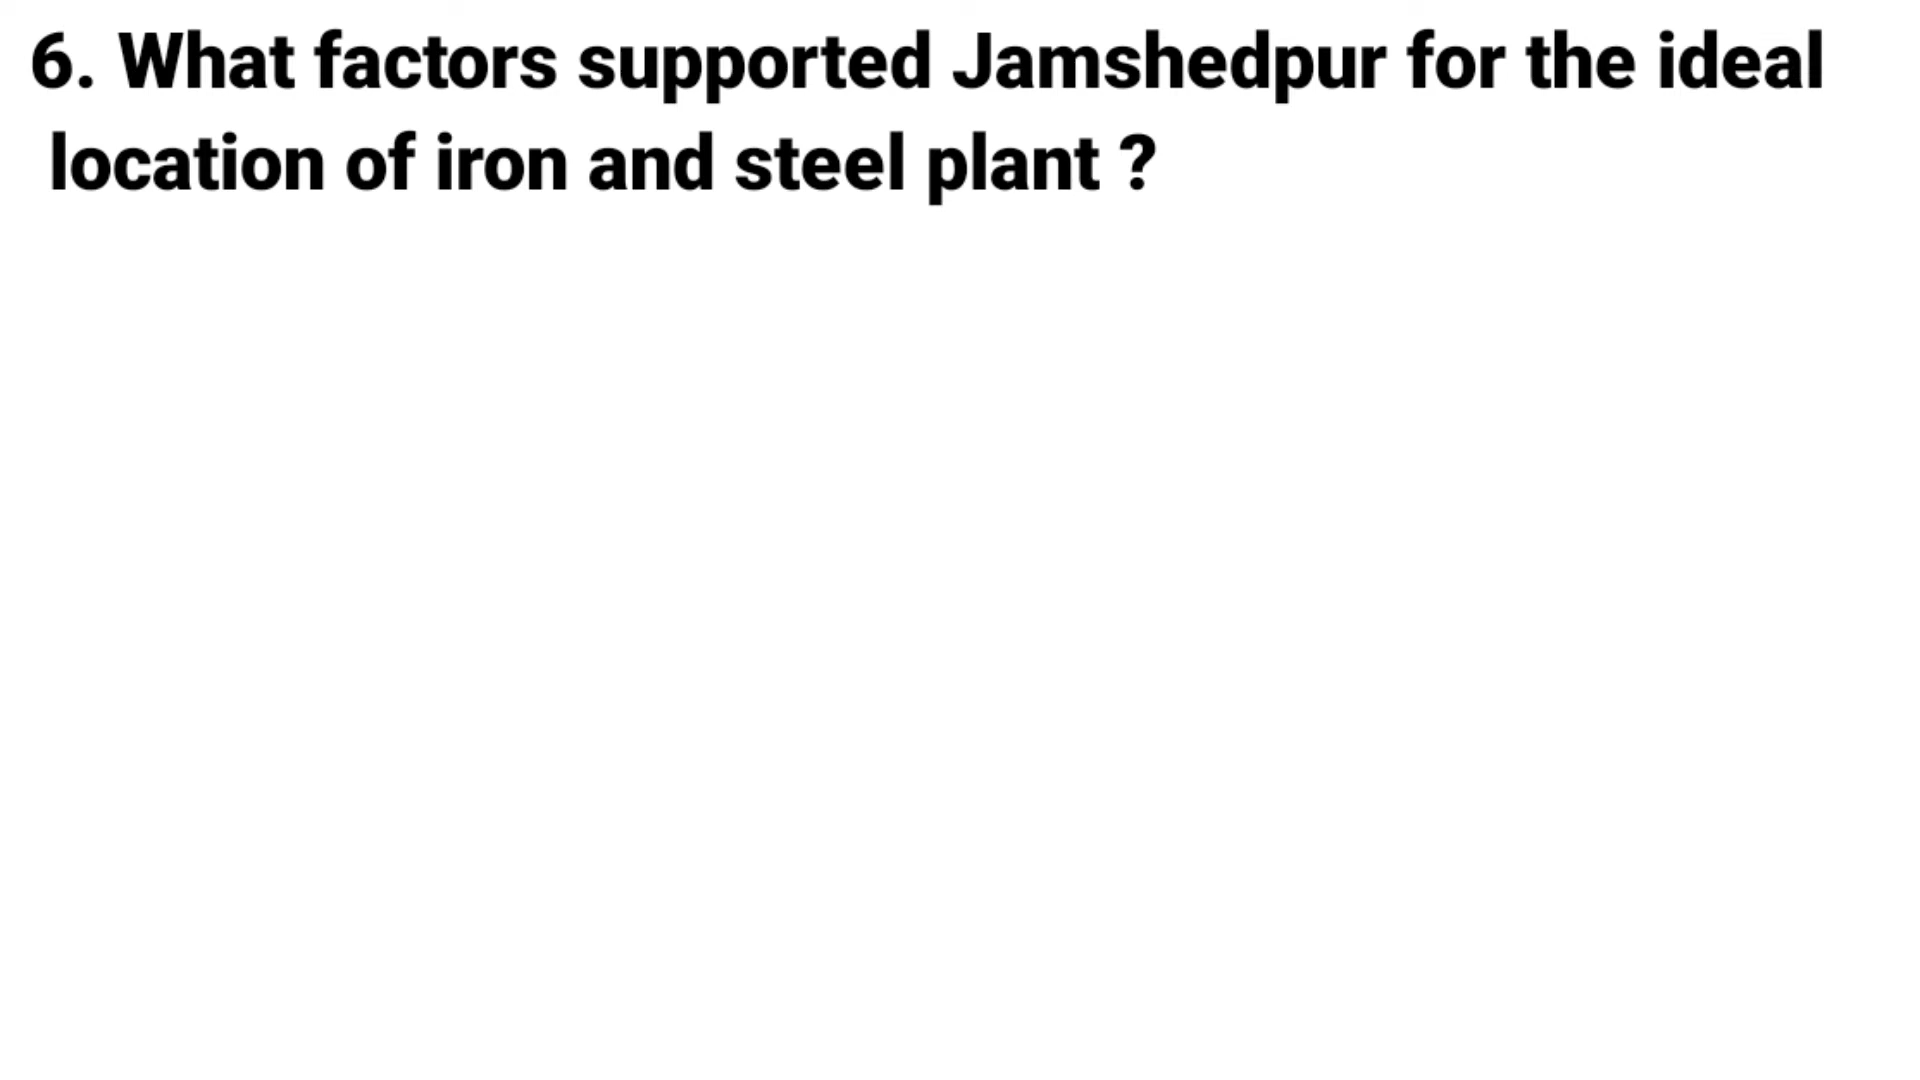 6. What factors supported Jamshedpur for the ideal
location of iron and steel plant ?